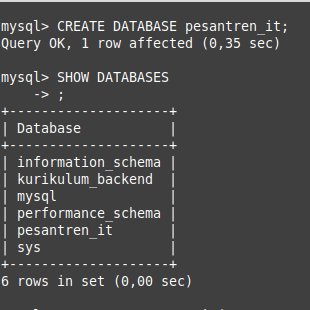 mysql> CREATE DATABASE pesantren_it;
Query OK, 1 row affected (0,35 sec)
mysql> SHOW DATABASES
    -> ;
+--------------------+
| Database           |
+--------------------+
| information_schema |
| kurikulum_backend  |
| mysql              |
| performance_schema |
| pesantren_it       |
| sys                |
+--------------------+
6 rows in set (0,00 sec)